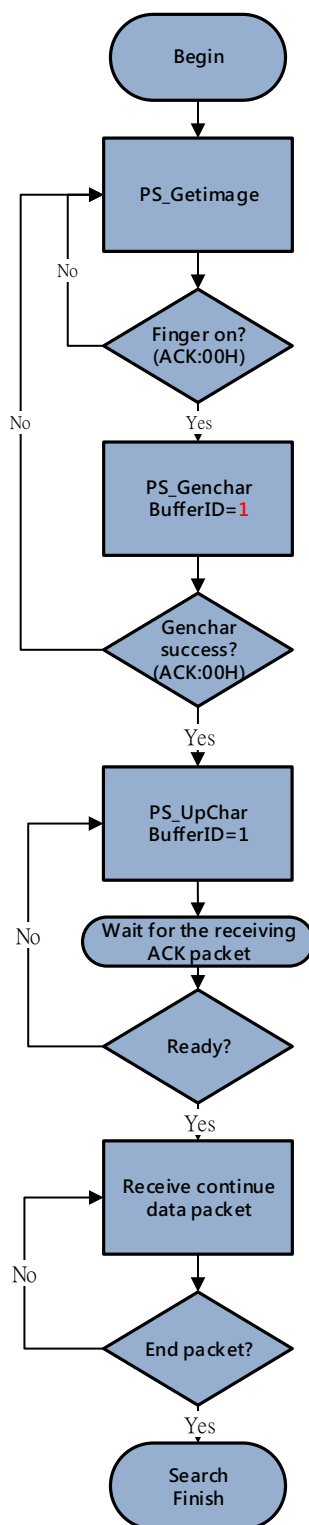 Begin
PS_Getimage
No
Finger on?
(ACK:00H)
No
Yes
PS_Genchar
BufferID=1
Genchar
success?
(ACK:00H)
Yes
PS_UpChar
BufferID=1
No
Wait for the receiving
ACK packet
Ready?
Yes
Receive continue
data packet
No
End packet?
Yes
Search
Finish